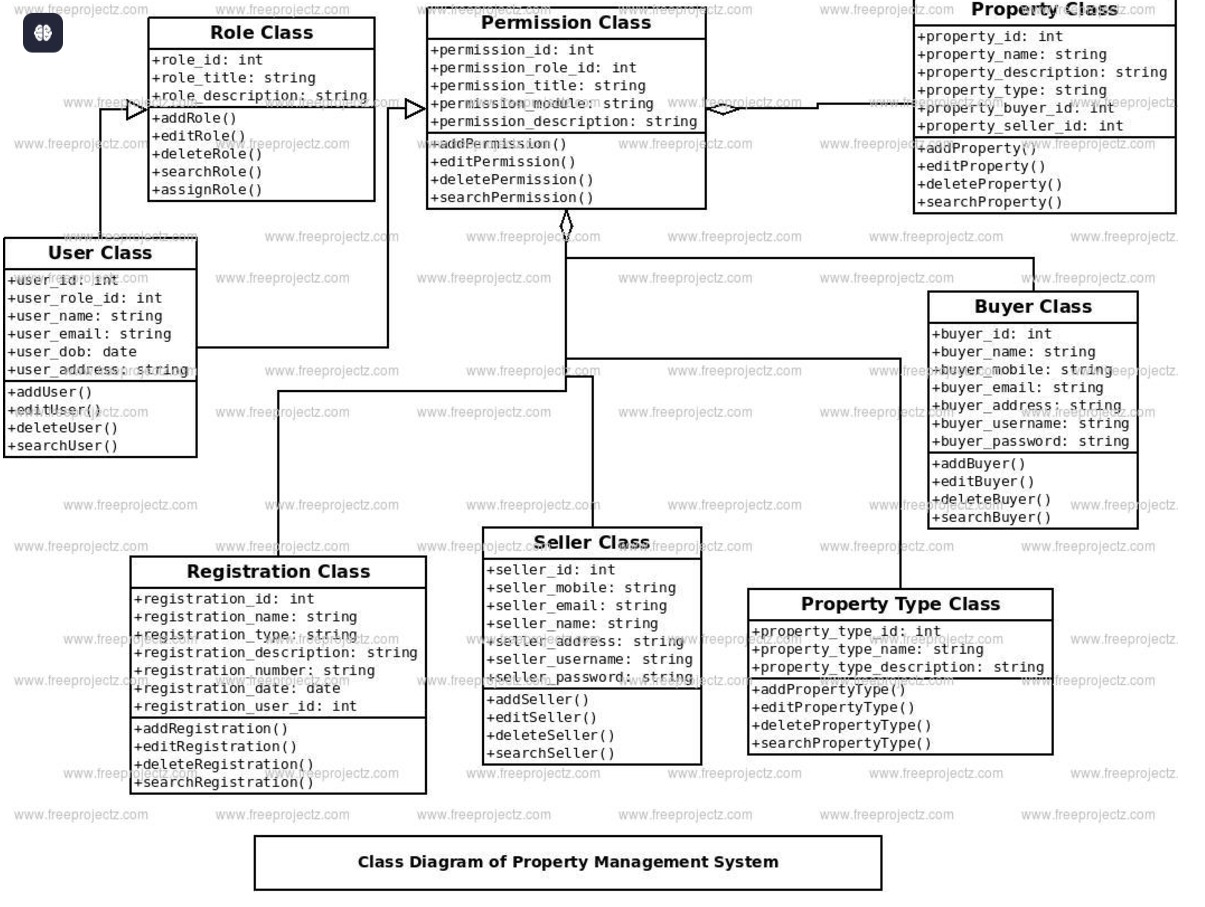 Role Class
+role_id: int
+role_title: string
+role_description: string
+addRole()
+editRole()
+deleteRole()
+searchRole()
+assignRole()
Permission Class
+permission_id: int
+permission_role_id: int
+permission_title: string
+permission_module: string
+permission_description: string
+addPermission()
+editPermission()
+deletePermission()
+searchPermission()
Property Class
+property_id: int
+property_name: string
+property_description: string
+property_type: string
+property_buyer_id: int
+property_seller_id: int
+addProperty()
+editProperty()
+deleteProperty()
+searchProperty()
User Class
+user_id: int
+user_role_id: int
+user_name: string
+user_email: string
+user_dob: date
+user_address: string
+addUser()
+editUser()
+deleteUser()
+searchUser()
Buyer Class
+buyer_id: int
+buyer_name: string
+buyer_mobile: string
+buyer_email: string
+buyer_address: string
+buyer_username: string
+buyer_password: string
+addBuyer()
+editBuyer()
+deleteBuyer()
+searchBuyer()
Registration Class
+registration_id: int
+registration_name: string
+registration_type: string
+registration_description: string
+registration_number: string
+registration_date: date
+registration_user_id: int
+addRegistration()
+editRegistration()
+deleteRegistration()
+searchRegistration()
Seller Class
+seller_id: int
+seller_mobile: string
+seller_email: string
+seller_name: string
+seller_address: string
+seller_username: string
+seller_password: string
+addSeller()
+editSeller()
+deleteSeller()
+searchSeller()
Property Type Class
+property_type_id: int
+property_type_name: string
+property_type_description: string
+addPropertyType()
+editPropertyType()
+deletePropertyType()
+searchPropertyType()
Class Diagram of Property Management System
www.freeprojectz.com